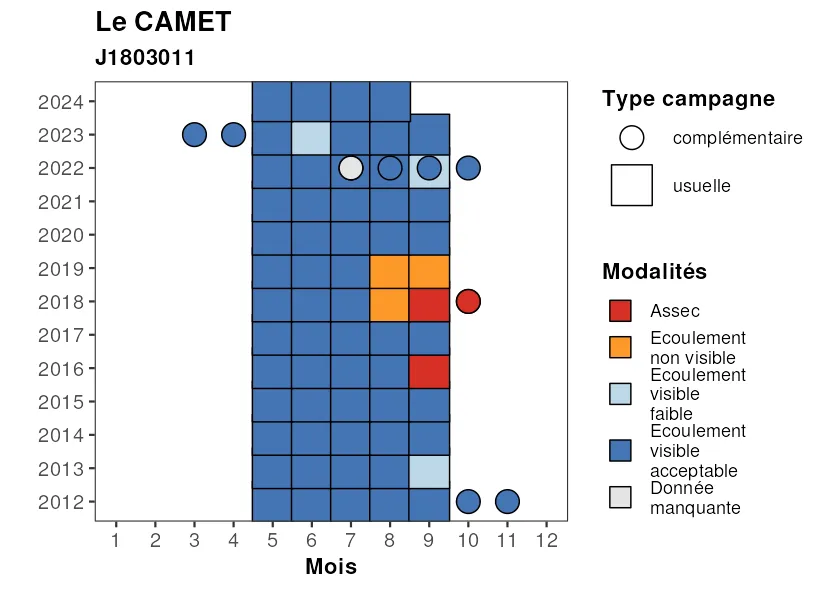 Le CAMET
J1803011
2024
2023
2022
2021
2020
2019
2018
2017
2016
2015
2014
2013
2012
1 2 3 4 5 6 7 8 9 10 11 12
Mois
Type campagne
complémentaire
usuelle
Modalités
Assec
Ecoulement
non visible
Ecoulement
visible
faible
Ecoulement
visible
acceptable
Donnée
manquante